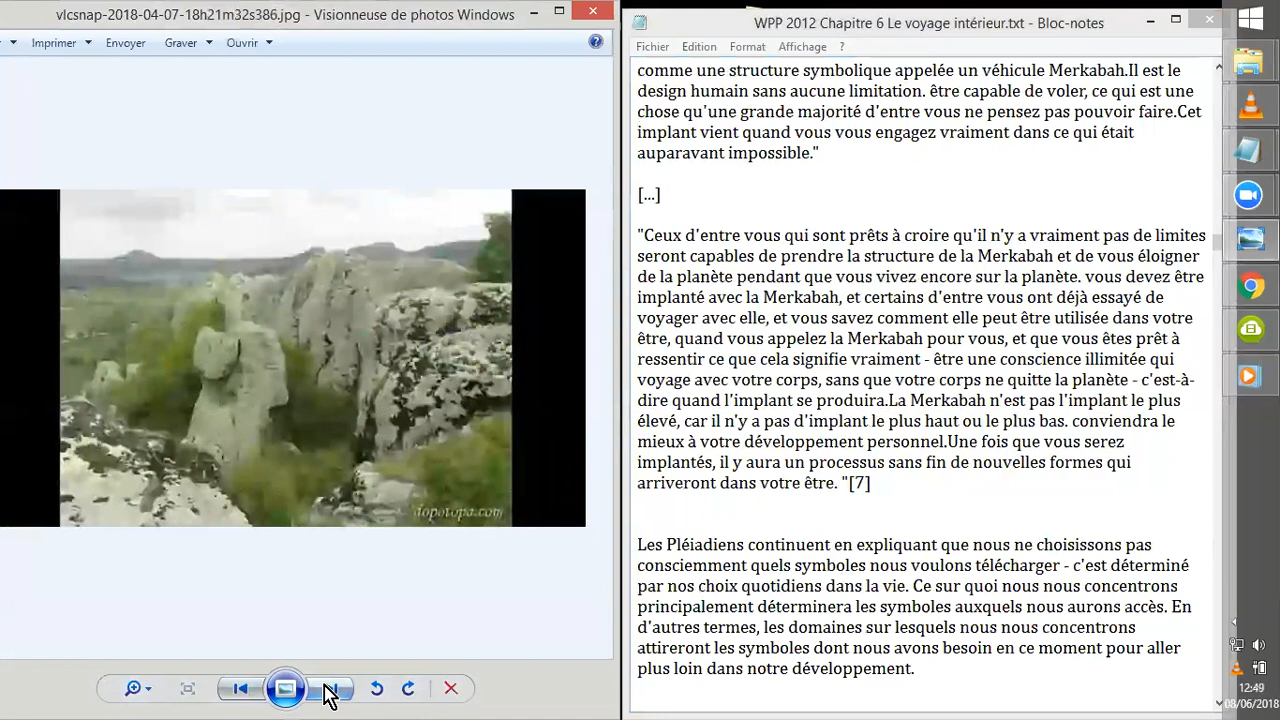 vlcsnap-2018-04-07-18h21m32s386.jpg - Visionneuse de photos Windows
Imprimer
Envoyer
Graver
Ouvrir
?
topotopa.com
WPP 2012 Chapitre 6 Le voyage intérieur.txt - Bloc-notes
Fichier
Edition
Format
Affichage
?
comme une structure symbolique appelée un véhicule Merkabah.Il est le
design humain sans aucune limitation. être capable de voler, ce qui est une
chose qu'une grande majorité d'entre vous ne pensez pas pouvoir faire.Cet
implant vient quand vous vous engagez vraiment dans ce qui était
auparavant impossible."
[...]
"Ceux d'entre vous qui sont prêts à croire qu'il n'y a vraiment pas de limites
seront capables de prendre la structure de la Merkabah et de vous éloigner
de la planète pendant que vous vivez encore sur la planète. vous devez être
implanté avec la Merkabah, et certains d'entre vous ont déjà essayé de
voyager avec elle, et vous savez comment elle peut être utilisée dans votre
être, quand vous appelez la Merkabah pour vous, et que vous êtes prêt à
ressentir ce que cela signifie vraiment - être une conscience illimitée qui
voyage avec votre corps, sans que votre corps ne quitte la planète - c'est-à-
dire quand l'implant se produira.La Merkabah n'est pas l'implant le plus
élevé, car il n'y a pas d'implant le plus haut ou le plus bas. conviendra le
mieux à votre développement personnel.Une fois que vous serez
implantés, il y aura un processus sans fin de nouvelles formes qui
arriveront dans votre être. "[7]
Les Pléiadiens continuent en expliquant que nous ne choisissons pas
consciemment quels symboles nous voulons télécharger - c'est déterminé
par nos choix quotidiens dans la vie. Ce sur quoi nous nous concentrons
principalement déterminera les symboles auxquels nous aurons accès. En
d'autres termes, les domaines sur lesquels nous nous concentrons
attireront les symboles dont nous avons besoin en ce moment pour aller
plus loin dans notre développement.
12:49
08/06/2018